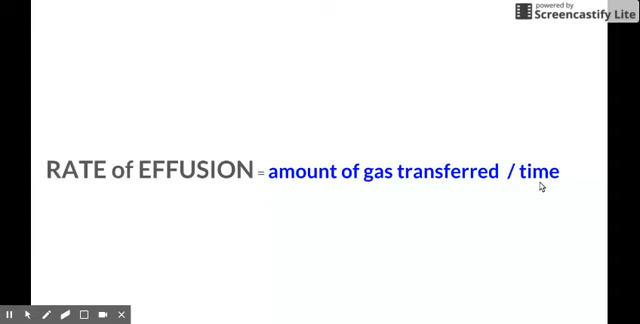 powered by
Screencastify Lite
RATE of EFFUSION = amount of gas transferred / time